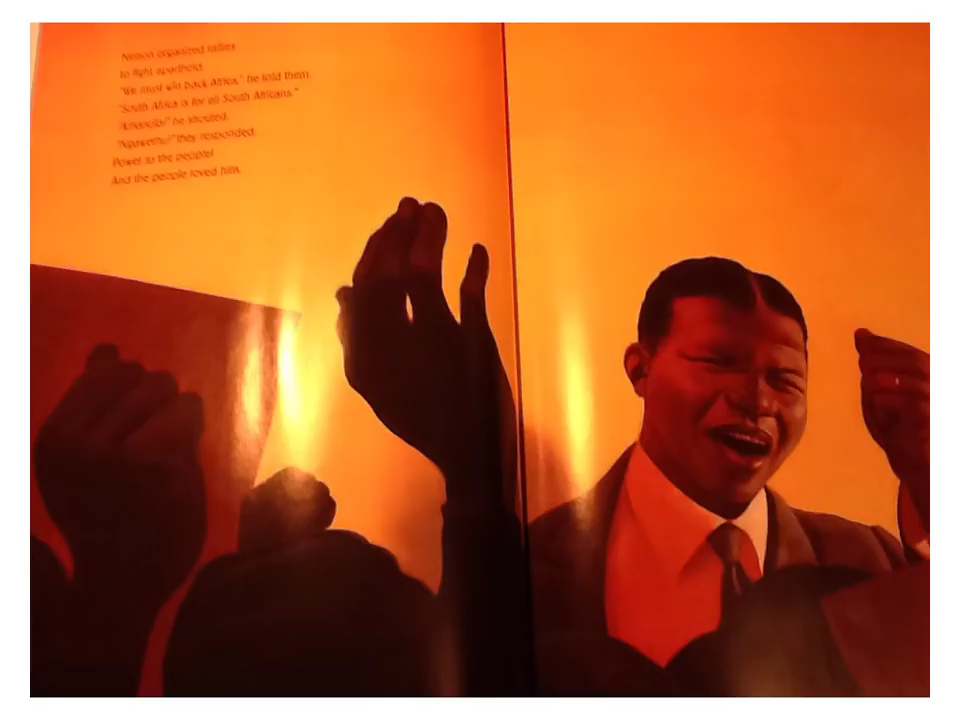 Nelson organized rallies
to fight apartheid.
"We must win back Africa," he told them.
"South Africa is for all South Africans."
"Amandla!" he shouted.
"Ngawethu!" they responded.
Power to the people!
And the people loved him.